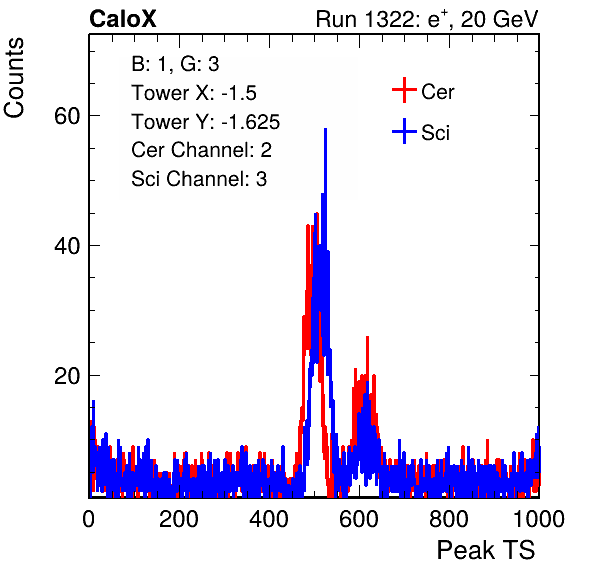 CaloX Run 1322: e+, 20 GeV
B: 1, G: 3
Tower X: -1.5
Tower Y: -1.625
Cer Channel: 2
Sci Channel: 3
Cer
Sci
Counts
60
40
20
0 200 400 600 800 1000
Peak TS